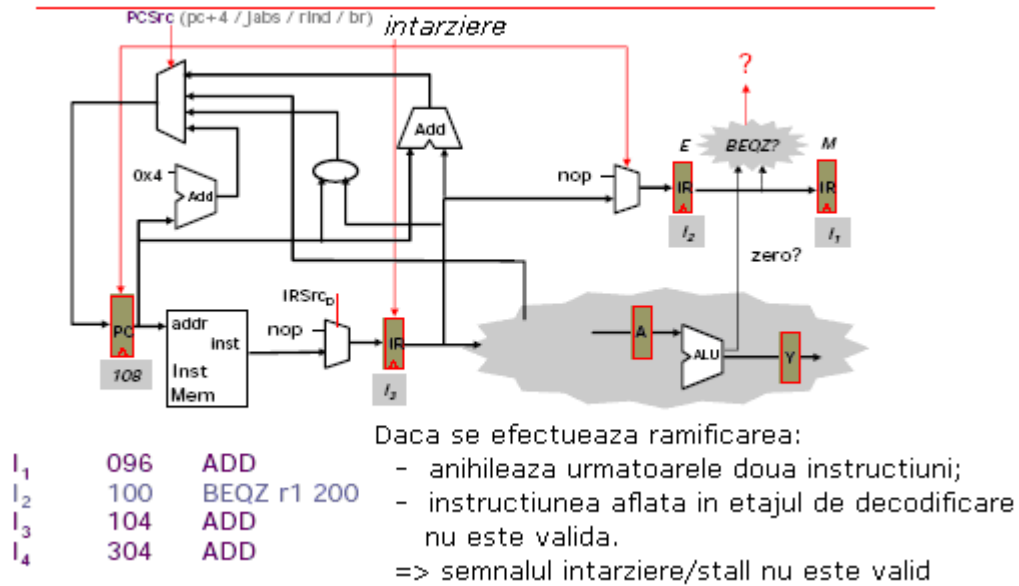 PCSrc (pc+4 / jabs / rind / br)
intarziere
?
Add
E
BEQZ?
M
0x4
Add
nop
IR
IR
I₂
I₁
zero?
IRSrcD
PC
addr
inst
nop
IR
A
ALU
Y
108
Inst
Mem
I₃
Daca se efectueaza ramificarea:
- anihileaza urmatoarele doua instructiuni;
- instructiunea aflata in etajul de decodificare
nu este valida.
=> semnalul intarziere/stall nu este valid
I₁ 096 ADD
I₂ 100 BEQZ r1 200
I₃ 104 ADD
I₄ 304 ADD